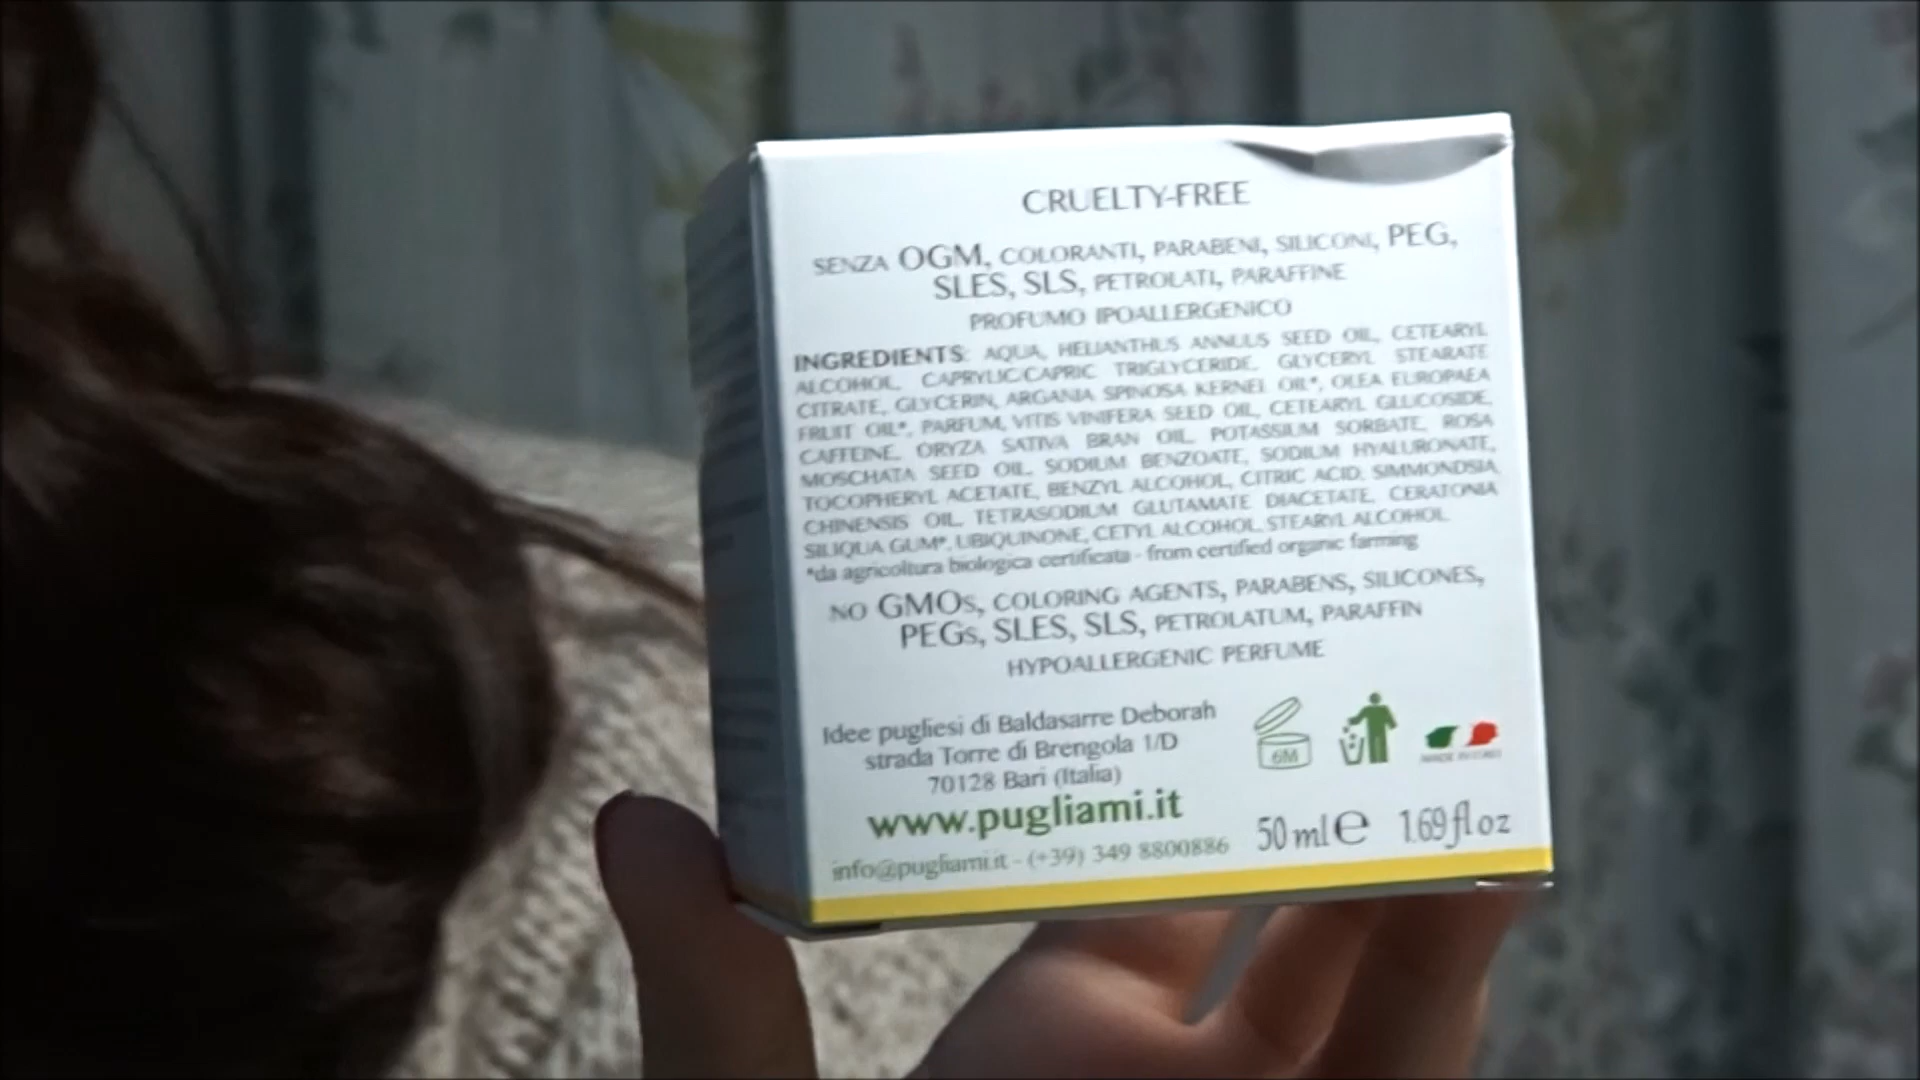 CRUELTY-FREE
SENZA OGM, COLORANTI, PARABENI, SILICONI, PEG,
SLES, SLS, PETROLATI, PARAFFINE
PROFUMO IPOALLERGENICO
INGREDIENTS: AQUA, HELIANTHUS ANNUUS SEED OIL, CETEARYL
ALCOHOL, CAPRYLIC/CAPRIC TRIGLYCERIDE, GLYCERYL STEARATE
CITRATE, GLYCERIN, ARGANIA SPINOSA KERNEL OIL*, OLEA EUROPAEA
FRUIT OIL*, PARFUM, VITIS VINIFERA SEED OIL, CETEARYL GLUCOSIDE,
CAFFEINE, ORYZA SATIVA BRAN OIL, POTASSIUM SORBATE, ROSA
MOSCHATA SEED OIL, SODIUM BENZOATE, SODIUM HYALURONATE,
TOCOPHERYL ACETATE, BENZYL ALCOHOL, CITRIC ACID, SIMMONDSIA
CHINENSIS OIL, TETRASODIUM GLUTAMATE DIACETATE, CERATONIA
SILIQUA GUM*, UBIQUINONE, CETYL ALCOHOL, STEARYL ALCOHOL
*da agricoltura biologica certificata - from certified organic farming
NO GMOs, COLORING AGENTS, PARABENS, SILICONES,
PEGs, SLES, SLS, PETROLATUM, PARAFFIN
HYPOALLERGENIC PERFUME
Idee pugliesi di Baldasarre Deborah
strada Torre di Brengola 1/D
70128 Bari (Italia)
www.pugliami.it
info@pugliami.it - (+39) 349 8800886
6M
MADE IN ITALY
50 ml e 1.69 fl oz